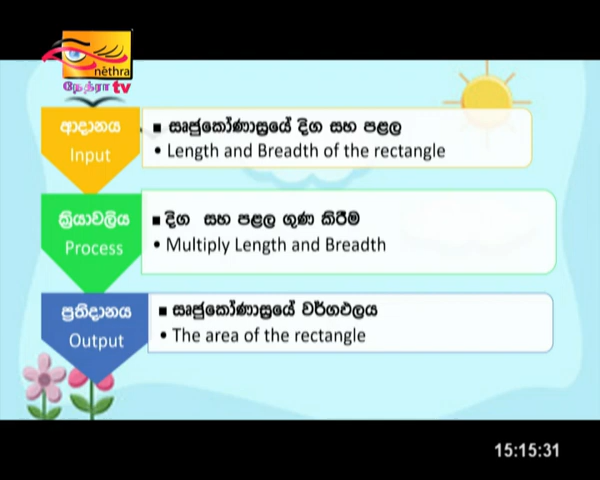 nēthra
நேத்ரா tv
ආදානය
Input
▪ සෘජුකෝණාස්‍රයේ දිග සහ පළල
• Length and Breadth of the rectangle
ක්‍රියාවලිය
Process
▪ දිග සහ පළල ගුණ කිරීම
• Multiply Length and Breadth
ප්‍රතිදානය
Output
▪ සෘජුකෝණාස්‍රයේ වර්ගඵලය
• The area of the rectangle
15:15:31